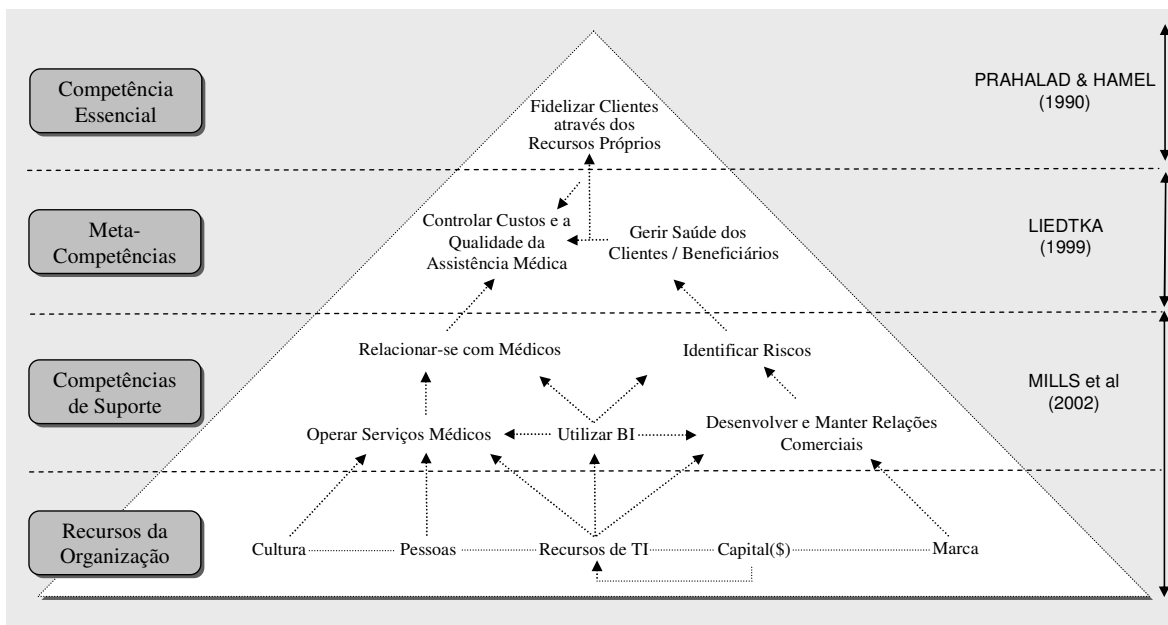 Competência
Essencial
Fidelizar Clientes
através dos
Recursos Próprios
PRAHALAD & HAMEL
(1990)
Meta-
Competências
Controlar Custos e a
Qualidade da
Assistência Médica
Gerir Saúde dos
Clientes / Beneficiários
LIEDTKA
(1999)
Competências
de Suporte
Relacionar-se com Médicos
Identificar Riscos
Operar Serviços Médicos
Utilizar BI
Desenvolver e Manter Relações
Comerciais
MILLS et al
(2002)
Recursos da
Organização
Cultura
Pessoas
Recursos de TI
Capital($)
Marca